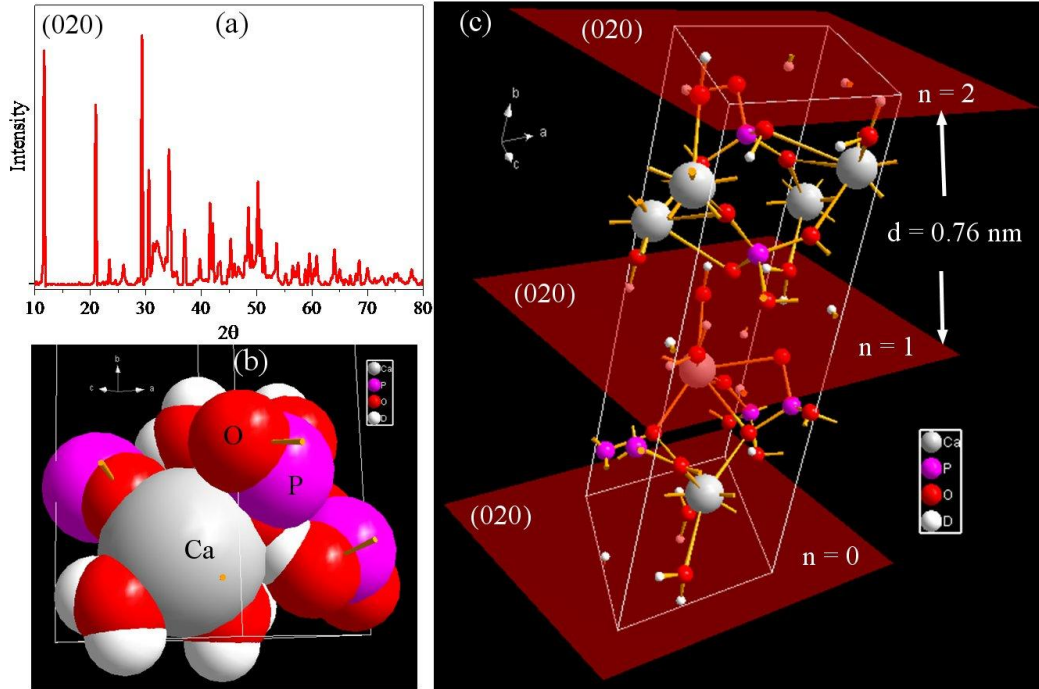 (020)
(a)
Intensity
10
20
30
40
50
60
70
80
2θ
(b)
b
c
a
Ca
P
O
D
O
P
Ca
(c)
(020)
n = 2
b
a
c
d = 0.76 nm
(020)
n = 1
Ca
P
O
D
(020)
n = 0